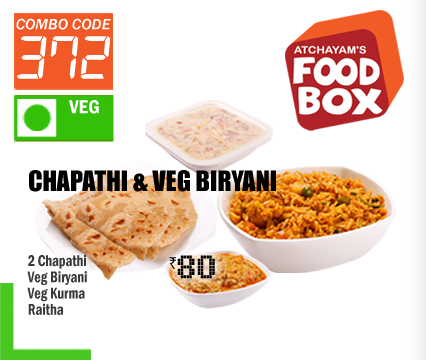 COMBO CODE
372
VEG
ATCHAYAM'S
FOOD
BOX
CHAPATHI & VEG BIRYANI
2 Chapathi
Veg Biryani
Veg Kurma
Raitha
₹80